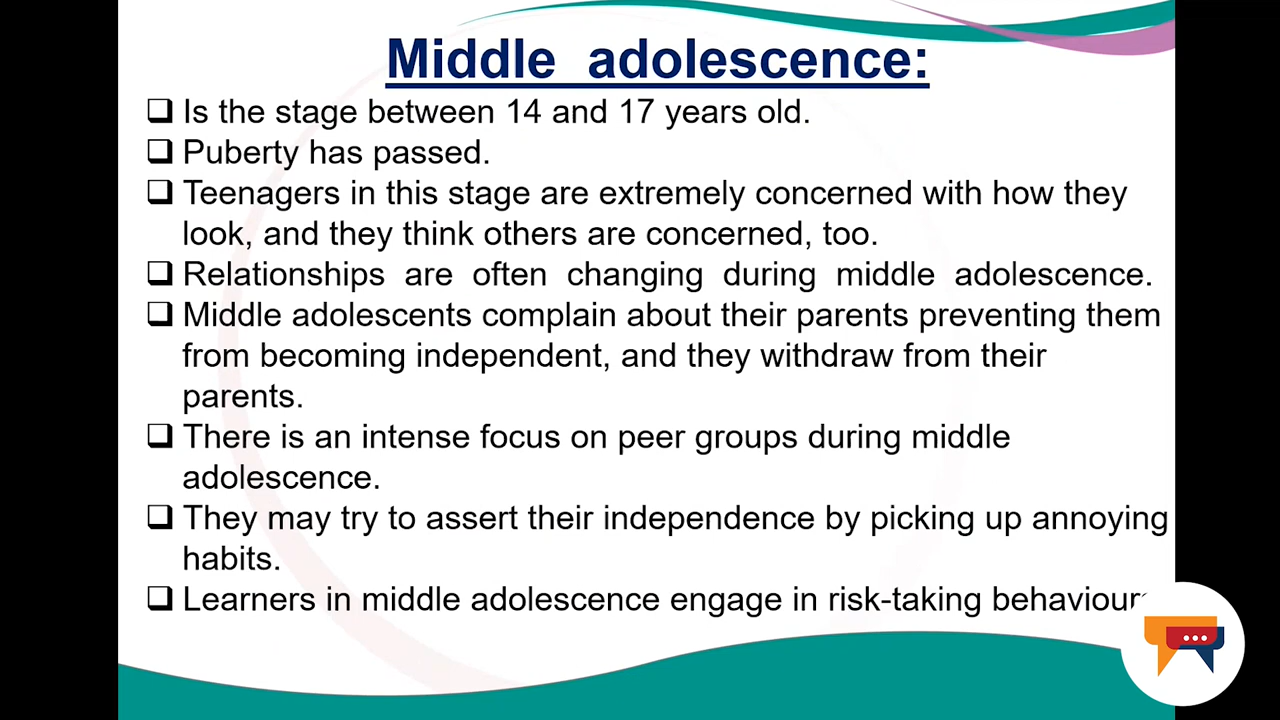 Middle adolescence:
❑ Is the stage between 14 and 17 years old.
❑ Puberty has passed.
❑ Teenagers in this stage are extremely concerned with how they
look, and they think others are concerned, too.
❑ Relationships are often changing during middle adolescence.
❑ Middle adolescents complain about their parents preventing them
from becoming independent, and they withdraw from their
parents.
❑ There is an intense focus on peer groups during middle
adolescence.
❑ They may try to assert their independence by picking up annoying
habits.
❑ Learners in middle adolescence engage in risk-taking